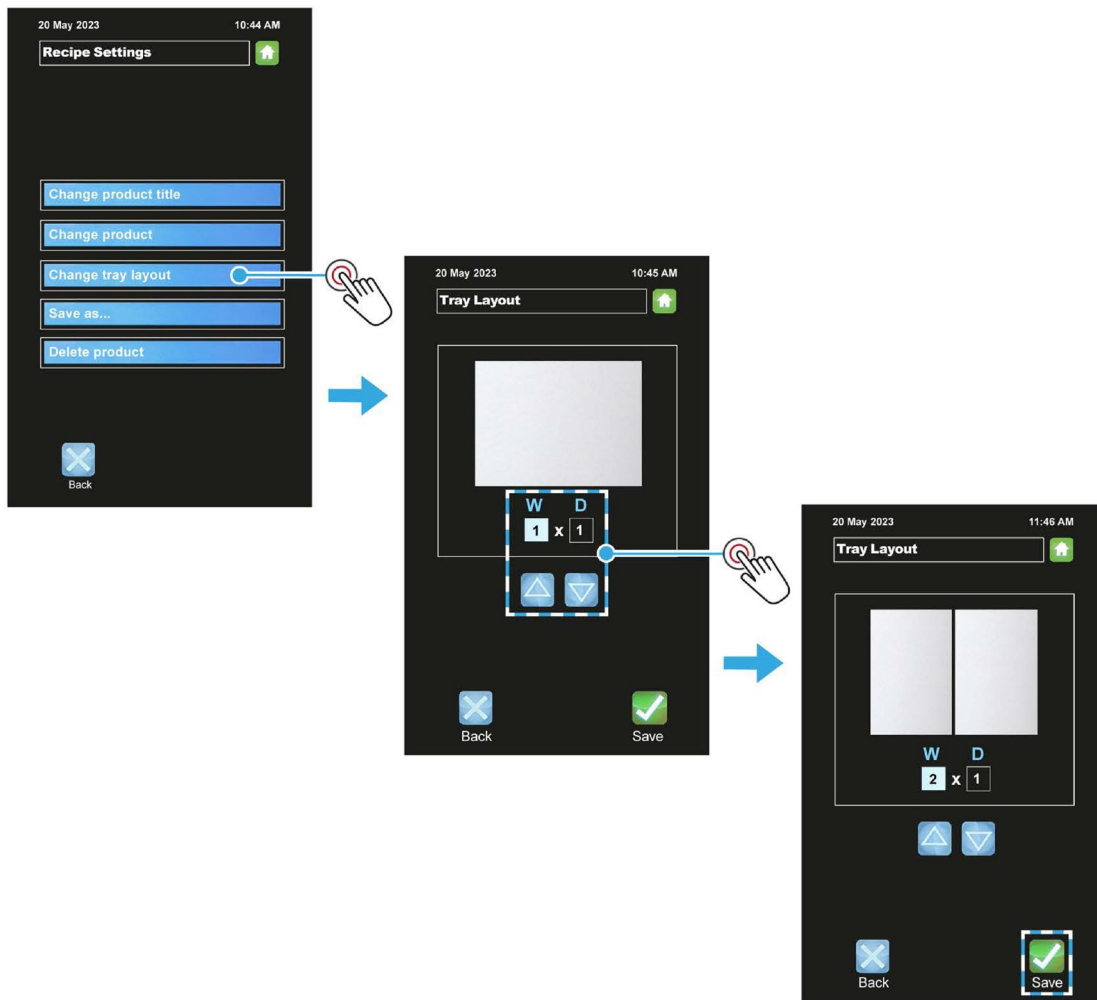 20 May 2023 10:44 AM
Recipe Settings
Change product title
Change product
Change tray layout
Save as...
Delete product
Back
20 May 2023 10:45 AM
Tray Layout
W D
1 x 1
Back Save
20 May 2023 11:46 AM
Tray Layout
W D
2 x 1
Back Save